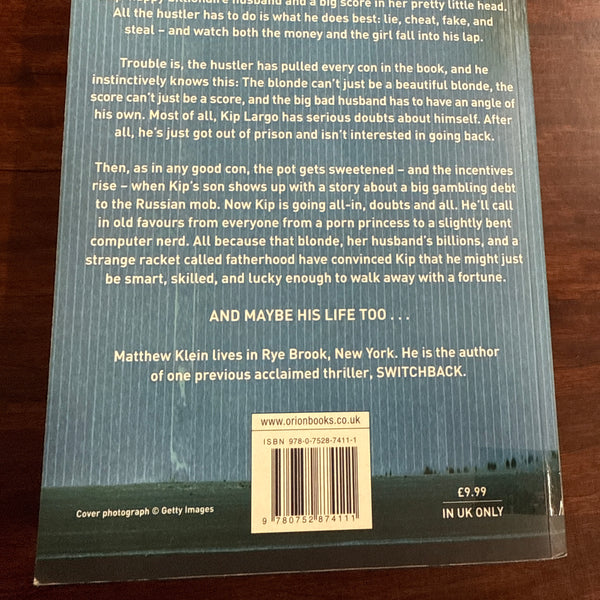 billionaire husband and a big score in her pretty little head.
All the hustler has to do is what he does best: lie, cheat, fake, and
steal – and watch both the money and the girl fall into his lap.
Trouble is, the hustler has pulled every con in the book, and he
instinctively knows this: The blonde can't just be a beautiful blonde, the
score can't just be a score, and the big bad husband has to have an angle of
his own. Most of all, Kip Largo has serious doubts about himself. After
all, he's just got out of prison and isn't interested in going back.
Then, as in any good con, the pot gets sweetened – and the incentives
rise – when Kip's son shows up with a story about a big gambling debt
to the Russian mob. Now Kip is going all-in, doubts and all. He'll call
in old favours from everyone from a porn princess to a slightly bent
computer nerd. All because that blonde, her husband's billions, and a
strange racket called fatherhood have convinced Kip that he might just
be smart, skilled, and lucky enough to walk away with a fortune.
AND MAYBE HIS LIFE TOO . . .
Matthew Klein lives in Rye Brook, New York. He is the author
of one previous acclaimed thriller, SWITCHBACK.
www.orionbooks.co.uk
ISBN 978-0-7528-7411-1
9 780752 874111
Cover photograph © Getty Images
£9.99
IN UK ONLY